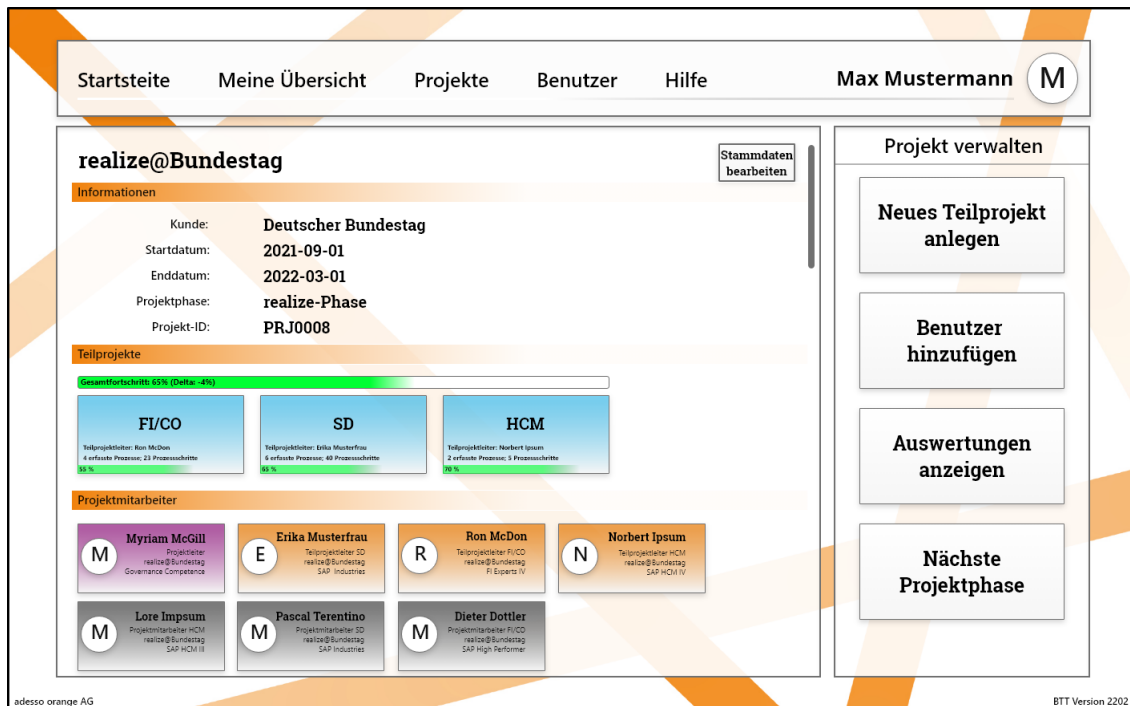 Startsteite Meine Übersicht Projekte Benutzer Hilfe Max Mustermann M
realize@Bundestag
Stammdaten
bearbeiten
Informationen
Kunde: Deutscher Bundestag
Startdatum: 2021-09-01
Enddatum: 2022-03-01
Projektphase: realize-Phase
Projekt-ID: PRJ0008
Teilprojekte
Gesamtfortschritt: 65% (Delta: -4%)
FI/CO
Teilprojektleiter: Ron McDon
4 erfasste Prozesse; 23 Prozessschritte
55 %
SD
Teilprojektleiter: Erika Musterfrau
6 erfasste Prozesse; 40 Prozessschritte
65 %
HCM
Teilprojektleiter: Norbert Ipsum
2 erfasste Prozesse; 5 Prozessschritte
70 %
Projektmitarbeiter
M
Myriam McGill
Projektleiter
realize@Bundestag
Governance Competence
E
Erika Musterfrau
Teilprojektleiter SD
realize@Bundestag
SAP Industries
R
Ron McDon
Teilprojektleiter FI/CO
realize@Bundestag
FI Experts IV
N
Norbert Ipsum
Teilprojektleiter HCM
realize@Bundestag
SAP HCM IV
M
Lore Impsum
Projektmitarbeiter HCM
realize@Bundestag
SAP HCM III
M
Pascal Terentino
Projektmitarbeiter SD
realize@Bundestag
SAP Industries
M
Dieter Dottler
Projektmitarbeiter FI/CO
realize@Bundestag
SAP High Performer
Projekt verwalten
Neues Teilprojekt
anlegen
Benutzer
hinzufügen
Auswertungen
anzeigen
Nächste
Projektphase
adesso orange AG
BTT Version 2202